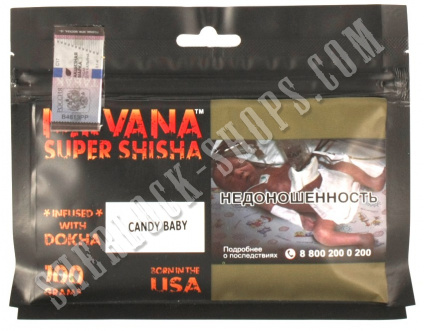 NIRVANA™
SUPER SHISHA
* INFUSED *
WITH
DOKHA
CANDY BABY
100
GRAMS
BORN IN THE
USA
НЕДОНОШЕННОСТЬ
Подробнее
о последствиях
8 800 200 0 200
SHERLOCK-SHOPS.COM